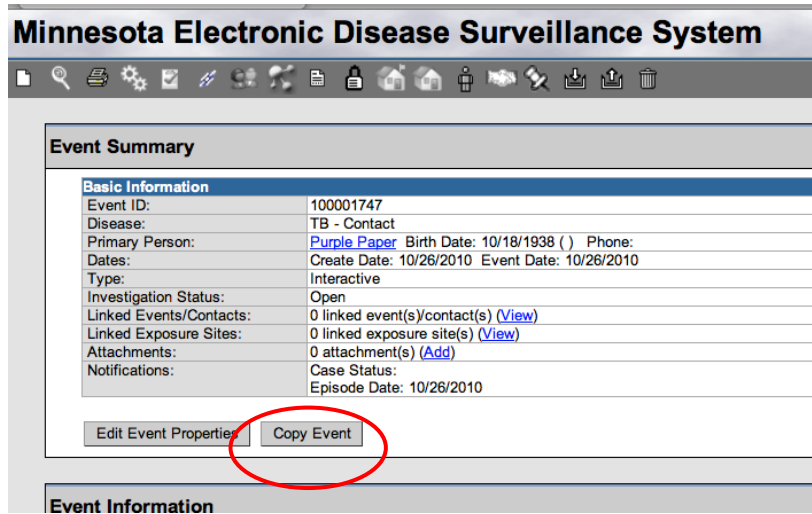 Minnesota Electronic Disease Surveillance System
Event Summary
Basic Information
Event ID: 100001747
Disease: TB - Contact
Primary Person: Purple Paper Birth Date: 10/18/1938 ( ) Phone:
Dates: Create Date: 10/26/2010 Event Date: 10/26/2010
Type: Interactive
Investigation Status: Open
Linked Events/Contacts: 0 linked event(s)/contact(s) (View)
Linked Exposure Sites: 0 linked exposure site(s) (View)
Attachments: 0 attachment(s) (Add)
Notifications: Case Status:
Episode Date: 10/26/2010
Edit Event Properties Copy Event
Event Information